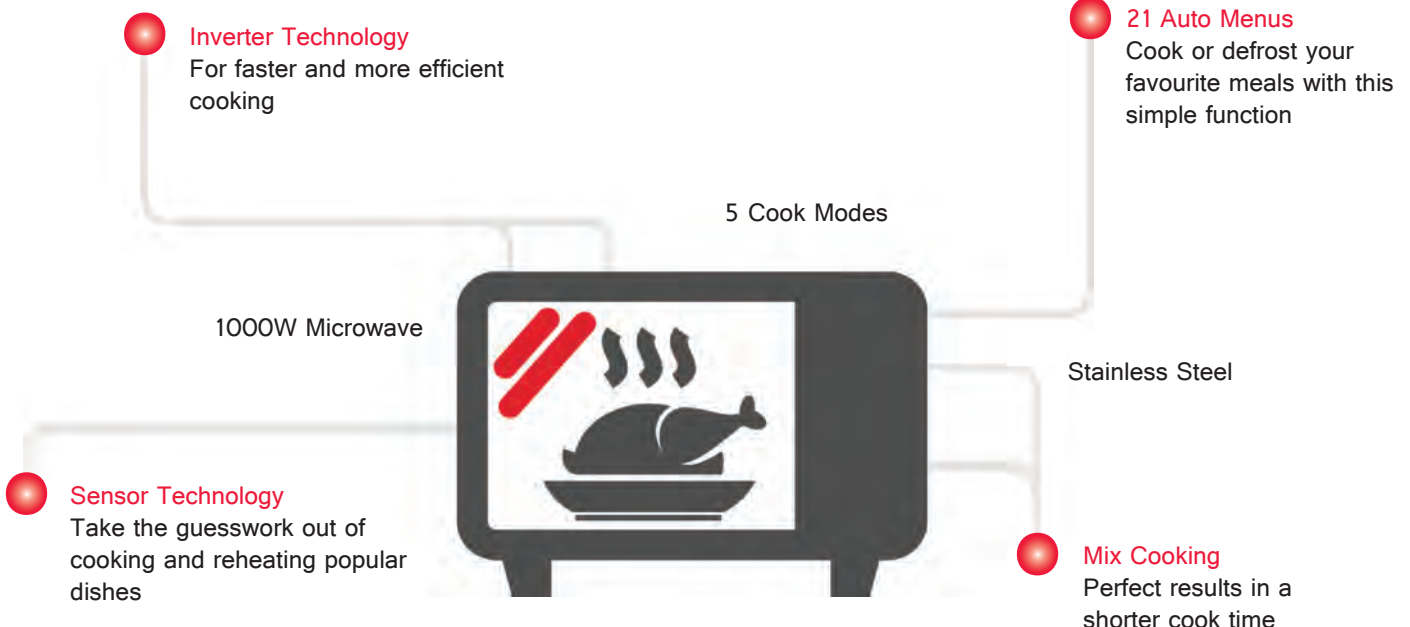 Inverter Technology
For faster and more efficient
cooking
21 Auto Menus
Cook or defrost your
favourite meals with this
simple function
5 Cook Modes
1000W Microwave
Stainless Steel
Sensor Technology
Take the guesswork out of
cooking and reheating popular
dishes
Mix Cooking
Perfect results in a
shorter cook time